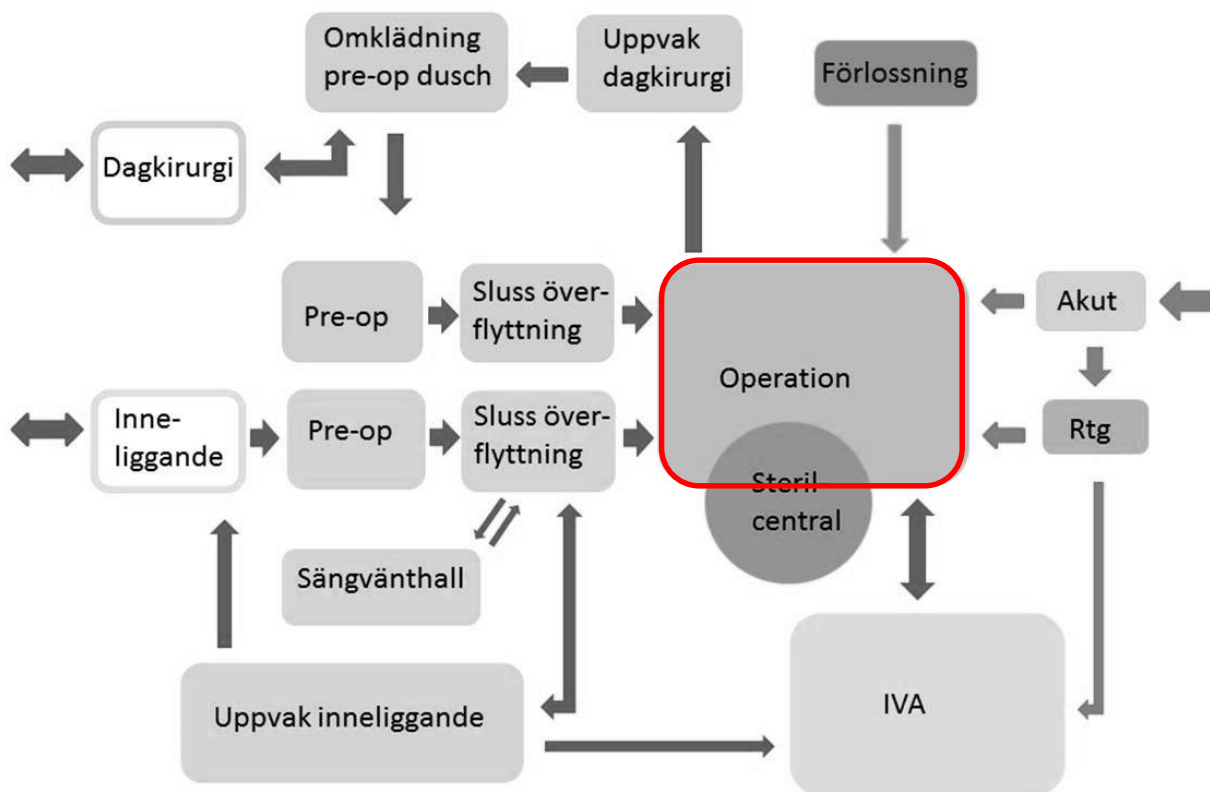 Omklädning
pre-op dusch
Uppvak
dagkirurgi
Förlossning
Dagkirurgi
Pre-op
Sluss över-
flyttning
Operation
Akut
Inne-
liggande
Pre-op
Sluss över-
flyttning
Rtg
Steril-
central
Sängvänthall
Uppvak inneliggande
IVA